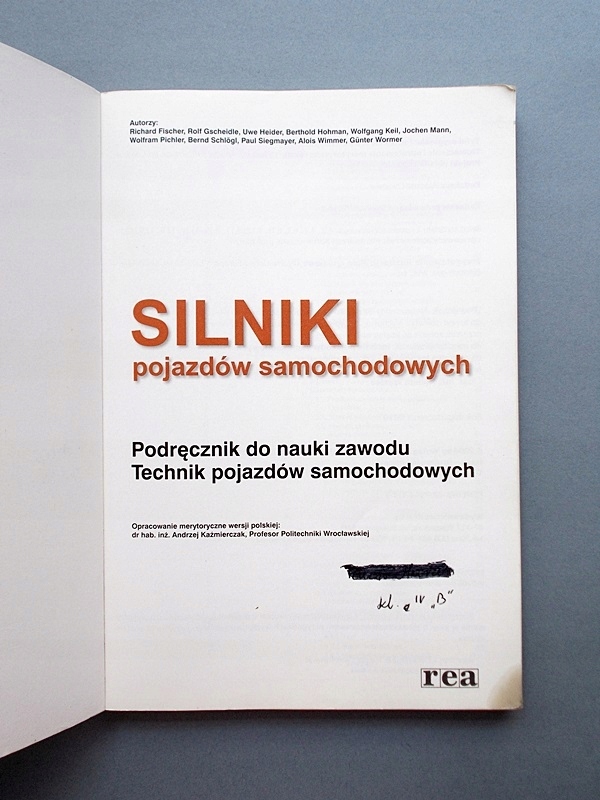 Autorzy:
Richard Fischer, Rolf Gscheidle, Uwe Heider, Berthold Hohman, Wolfgang Keil, Jochen Mann,
Wolfram Pichler, Bernd Schlögl, Paul Siegmayer, Alois Wimmer, Günter Wormer
SILNIKI
pojazdów samochodowych
Podręcznik do nauki zawodu
Technik pojazdów samochodowych
Opracowanie merytoryczne wersji polskiej:
dr hab. inż. Andrzej Kaźmierczak, Profesor Politechniki Wrocławskiej
kl. „IV „B”
rea